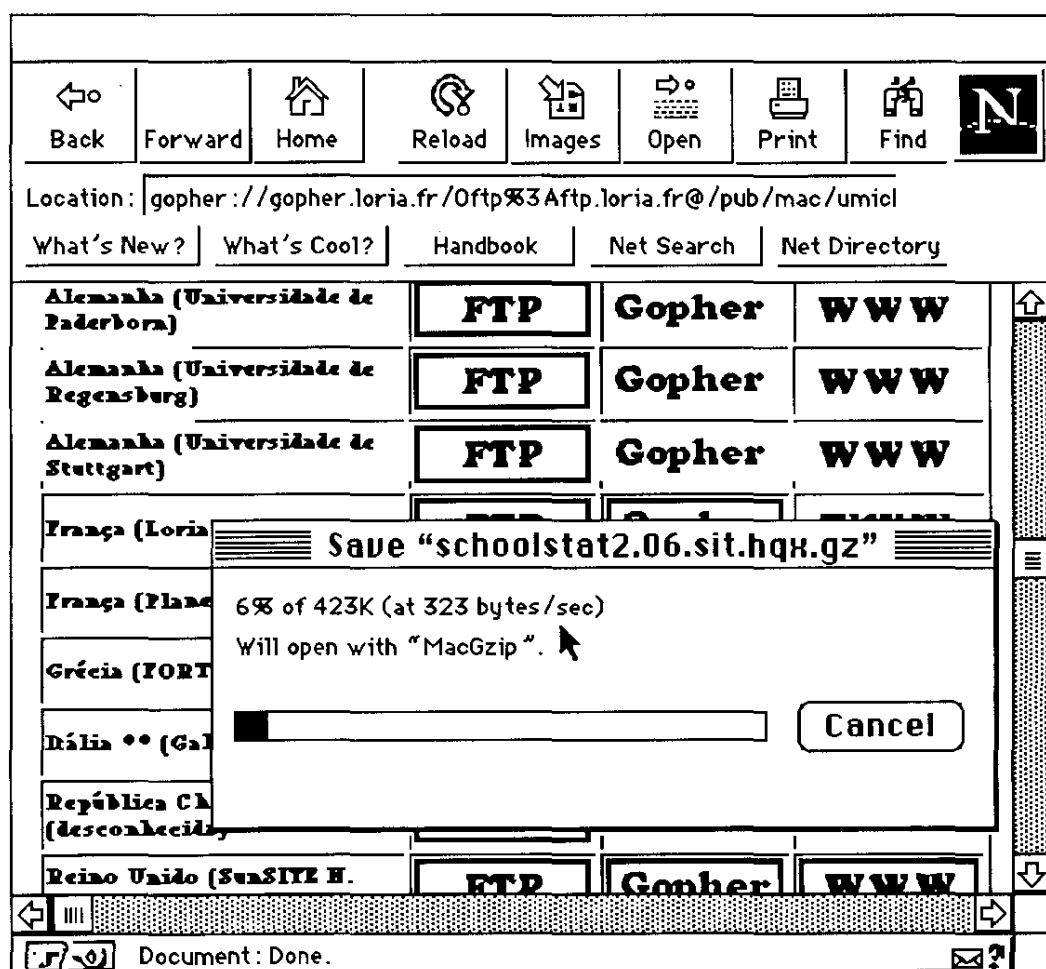 Back Forward Home Reload Images Open Print Find N
Location: gopher://gopher.loria.fr/0ftp%3Aftp.loria.fr@/pub/mac/umicl
What's New? What's Cool? Handbook Net Search Net Directory
Alemanha (Universidade de
Paderborn) FTP Gopher WWW
Alemanha (Universidade de
Regensburg) FTP Gopher WWW
Alemanha (Universidade de
Stuttgart) FTP Gopher WWW
França (Loria
Save “schoolstat2.06.sit.hqx.gz”
França (Plane
6% of 423K (at 323 bytes/sec)
Will open with “MacGzip”.
Grécia (FORT
Itália ** (Gal
Cancel
República Ch
(desconhecida)
Reino Unido (SunSITE N. FTP Gopher WWW
Document: Done.